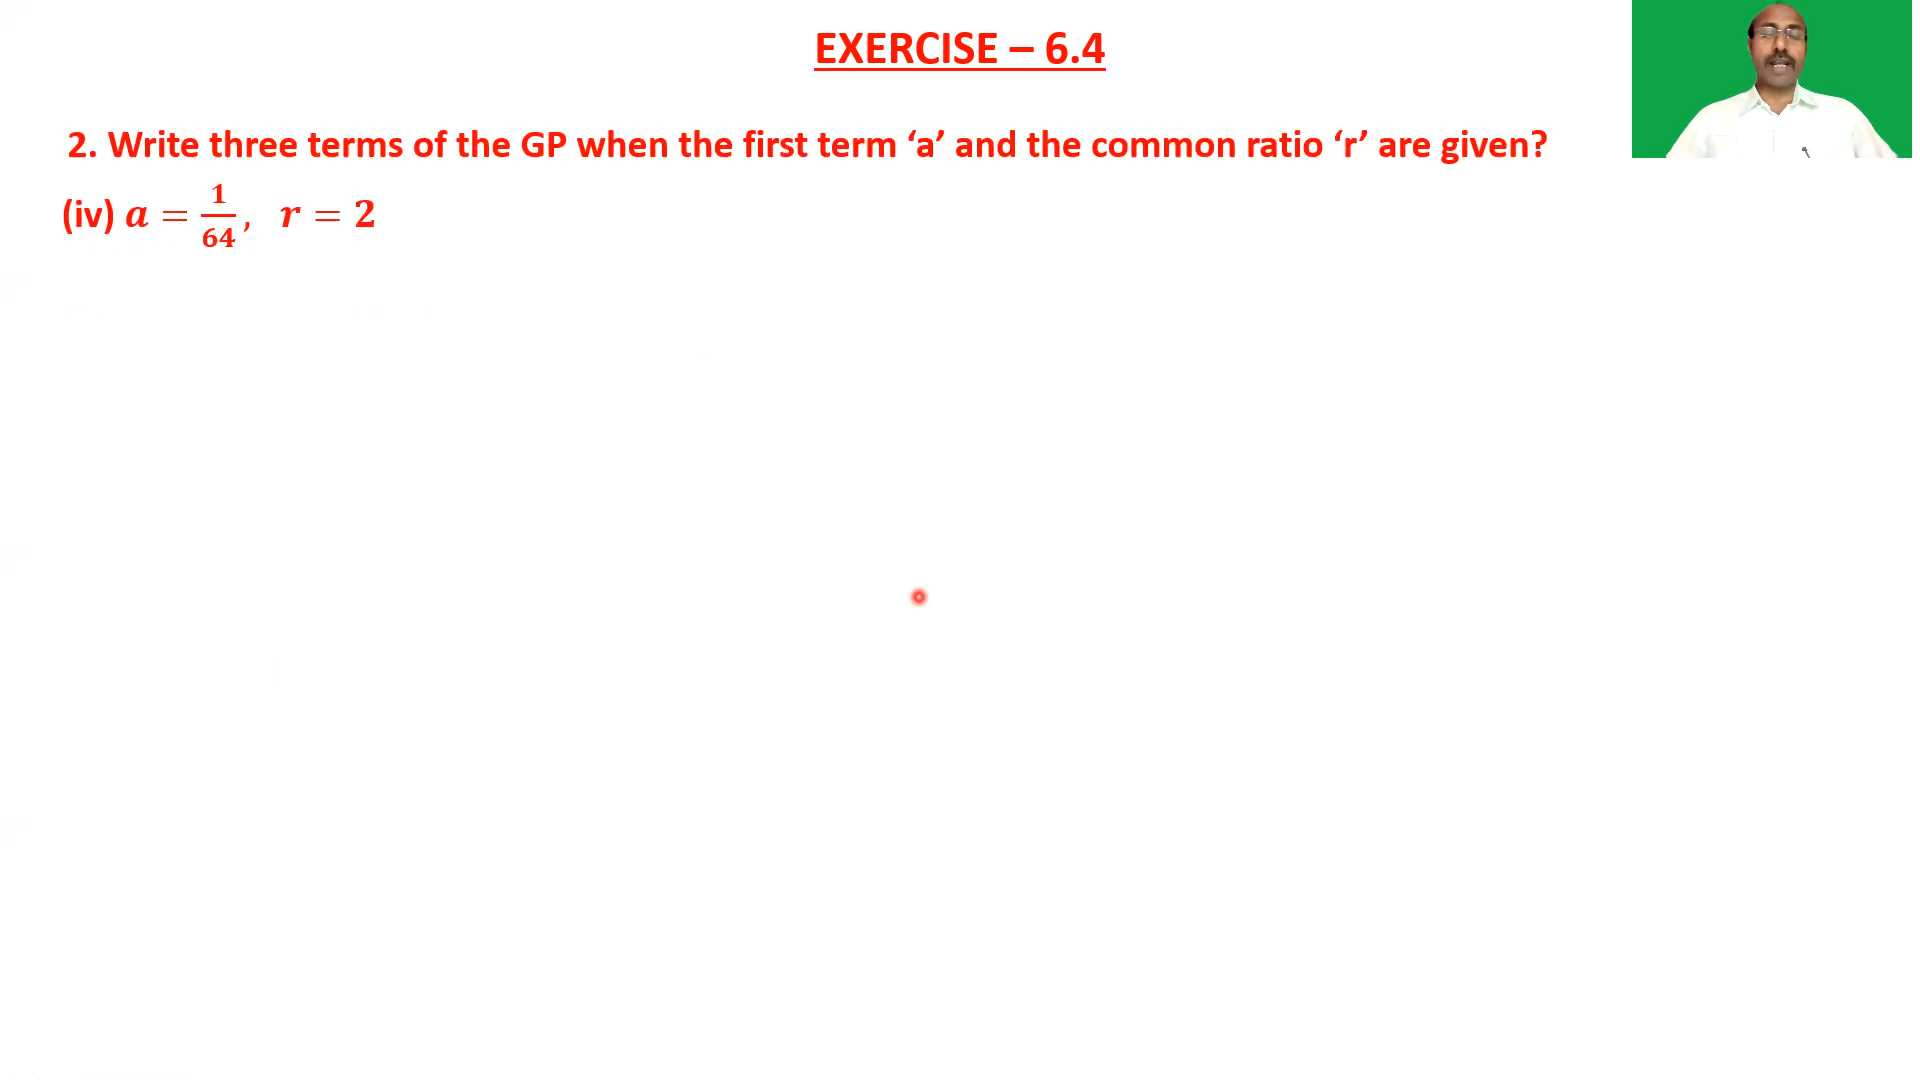 EXERCISE – 6.4
2. Write three terms of the GP when the first term ‘a’ and the common ratio ‘r’ are given?
(iv) a = 1/64, r = 2